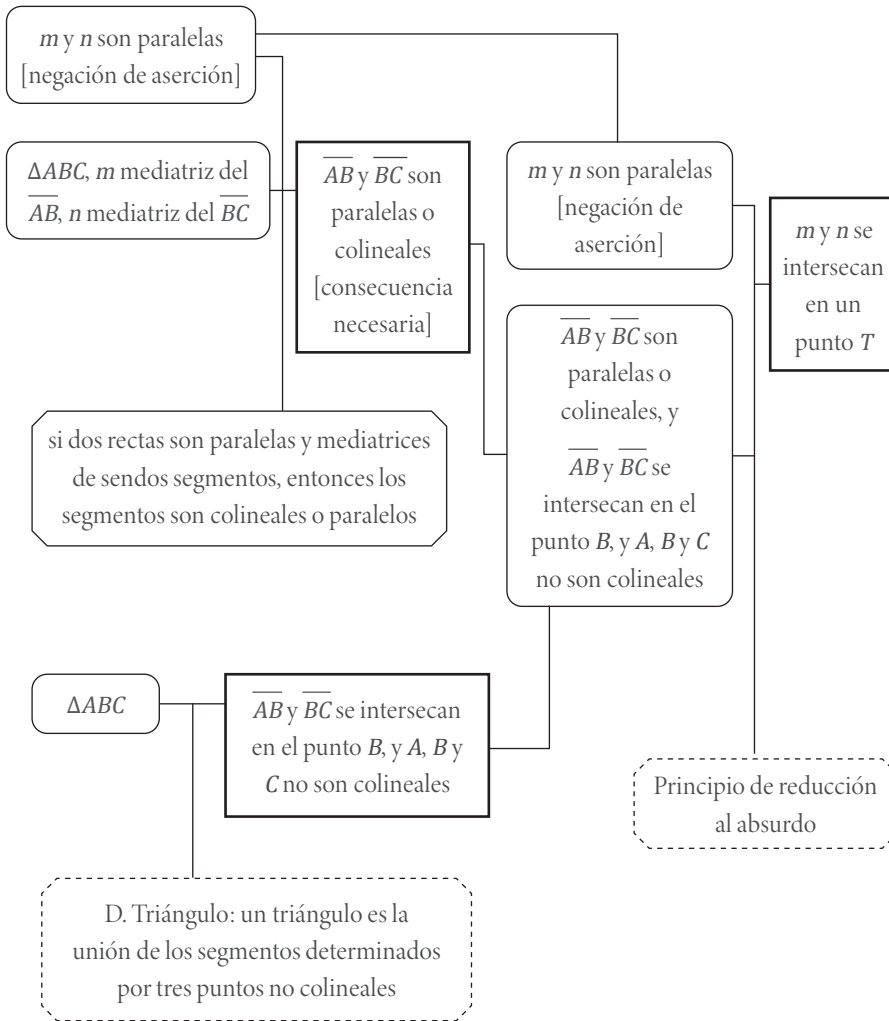 m y n son paralelas
[negación de aserción]
ΔABC, m mediatriz del
AB, n mediatriz del BC
AB y BC son
paralelas o
colineales
[consecuencia
necesaria]
m y n son paralelas
[negación de
aserción]
m y n se
intersecan
en un
punto T
AB y BC son
paralelas o
colineales, y
AB y BC se
intersecan en el
punto B, y A, B y C
no son colineales
si dos rectas son paralelas y mediatrices
de sendos segmentos, entonces los
segmentos son colineales o paralelos
ΔABC
AB y BC se intersecan
en el punto B, y A, B y
C no son colineales
Principio de reducción
al absurdo
D. Triángulo: un triángulo es la
unión de los segmentos determinados
por tres puntos no colineales